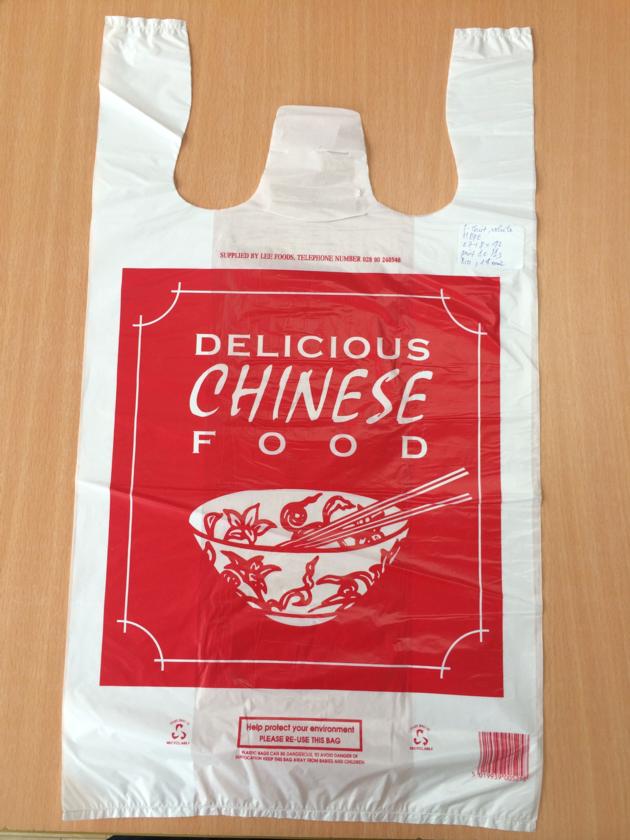 SUPPLIED BY LEE FOODS, TELEPHONE NUMBER 028 90 240548
DELICIOUS
CHINESE
FOOD
Help protect your environment
PLEASE RE-USE THIS BAG
PLASTIC BAGS CAN BE DANGEROUS, TO AVOID DANGER OF
SUFFOCATION KEEP THIS BAG AWAY FROM BABIES AND CHILDREN
RECYCLABLE
RECYCLABLE